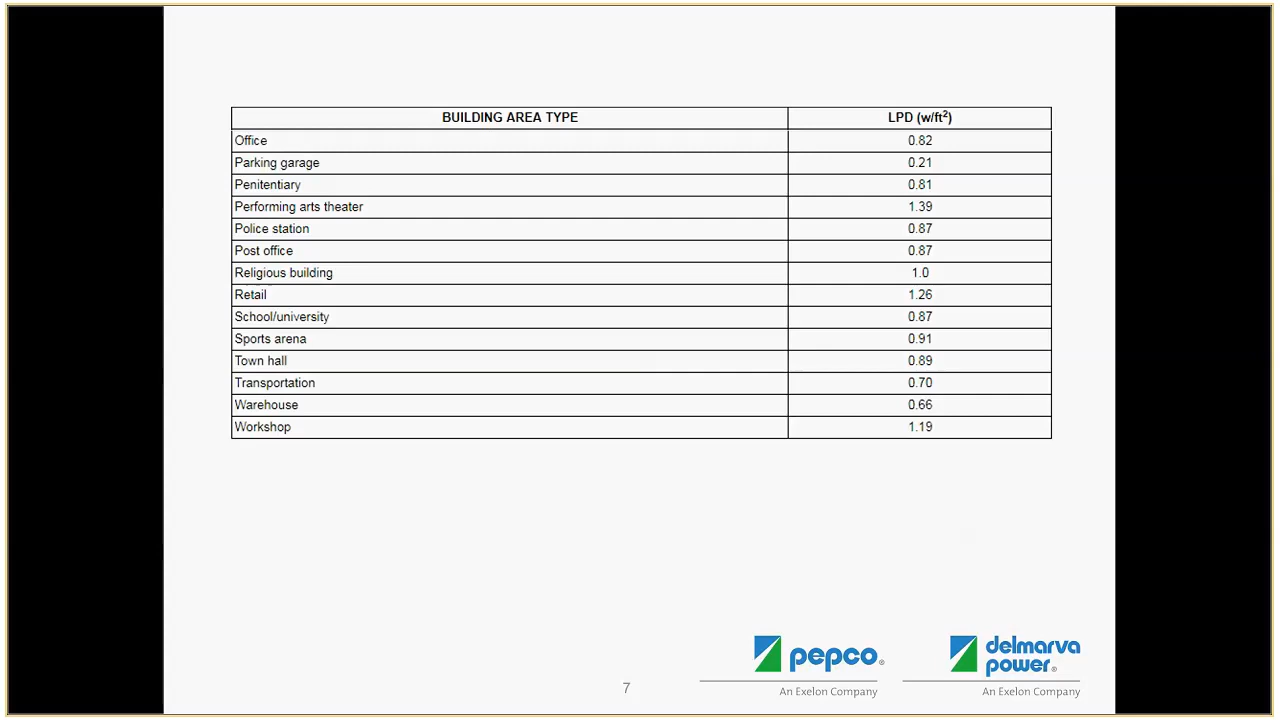 BUILDING AREA TYPE LPD (w/ft²)
Office 0.82
Parking garage 0.21
Penitentiary 0.81
Performing arts theater 1.39
Police station 0.87
Post office 0.87
Religious building 1.0
Retail 1.26
School/university 0.87
Sports arena 0.91
Town hall 0.89
Transportation 0.70
Warehouse 0.66
Workshop 1.19
7
pepco®
An Exelon Company
delmarva
power®
An Exelon Company